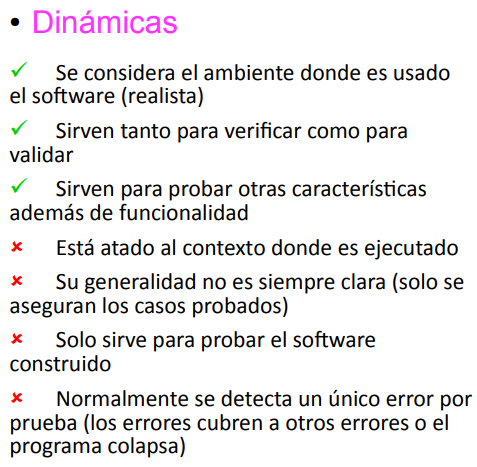 • Dinámicas
✓ Se considera el ambiente donde es usado
el software (realista)
✓ Sirven tanto para verificar como para
validar
✓ Sirven para probar otras características
además de funcionalidad
✘ Está atado al contexto donde es ejecutado
✘ Su generalidad no es siempre clara (solo se
aseguran los casos probados)
✘ Solo sirve para probar el software
construido
✘ Normalmente se detecta un único error por
prueba (los errores cubren a otros errores o el
programa colapsa)